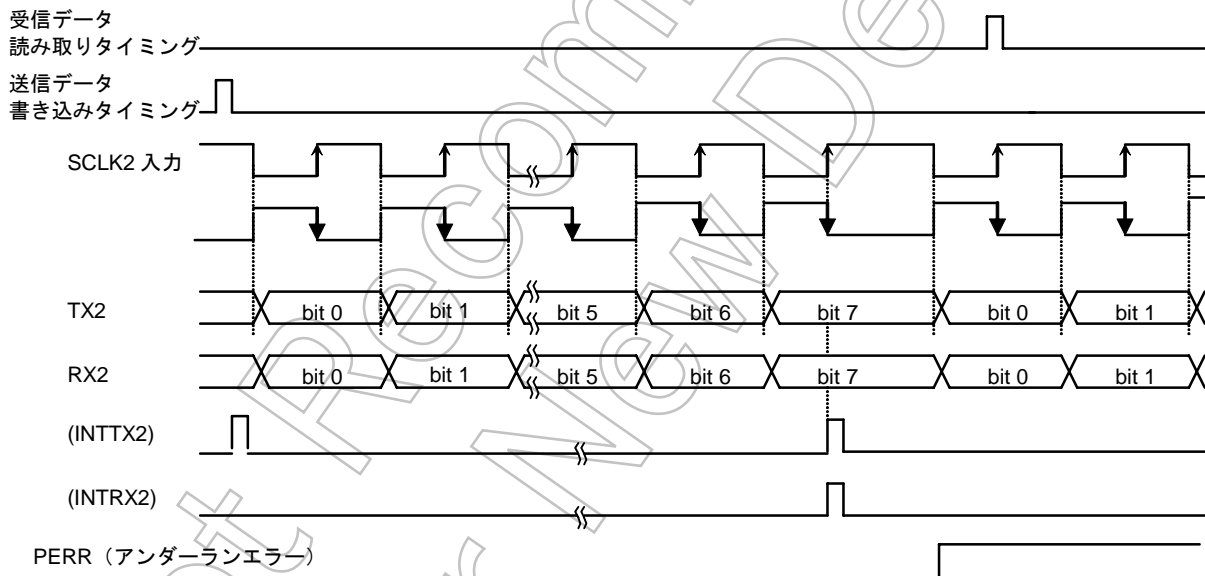 受信データ
読み取りタイミング
送信データ
書き込みタイミング
SCLK2 入力
TX2 bit 0 bit 1 bit 5 bit 6 bit 7 bit 0 bit 1
RX2 bit 0 bit 1 bit 5 bit 6 bit 7 bit 0 bit 1
(INTTX2)
(INTRX2)
PERR（アンダーランエラー）